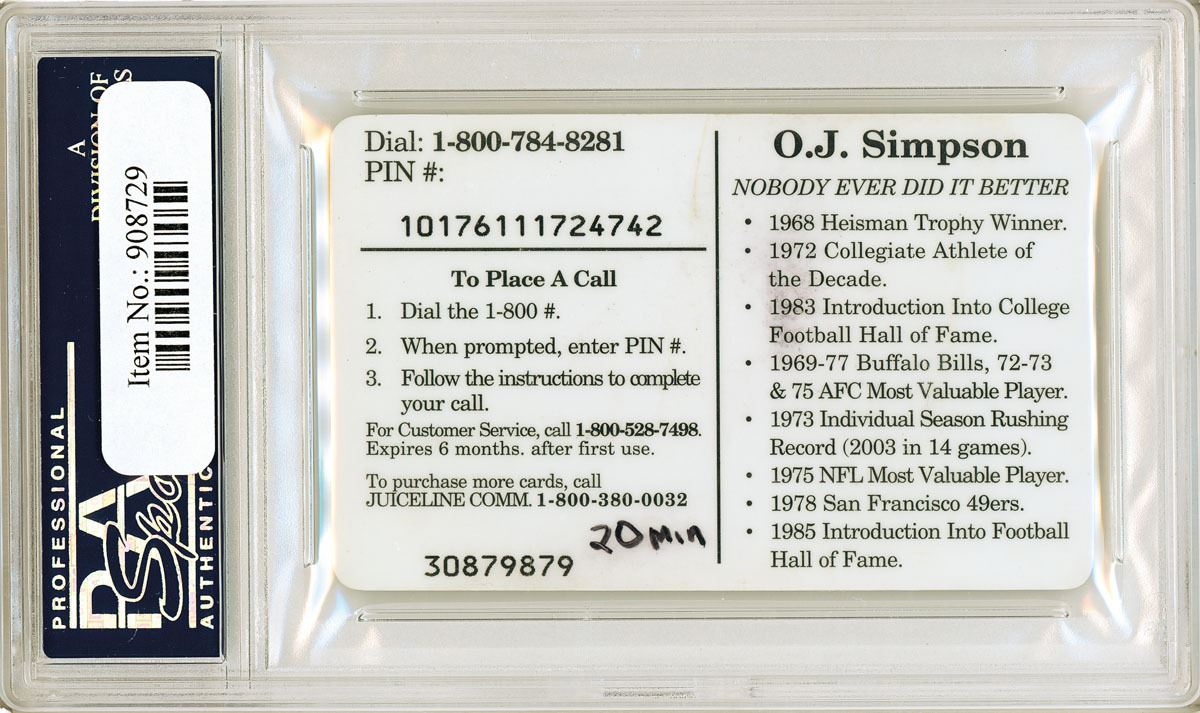 A
DIVISION OF
PROFESSIONAL
PSA
AUTHENTIC
Item No.: 908729
Dial: 1-800-784-8281
PIN #:
10176111724742
To Place A Call
1. Dial the 1-800 #.
2. When prompted, enter PIN #.
3. Follow the instructions to complete
your call.
For Customer Service, call 1-800-528-7498.
Expires 6 months. after first use.
To purchase more cards, call
JUICELINE COMM. 1-800-380-0032
20 Min
30879879
O.J. Simpson
NOBODY EVER DID IT BETTER
• 1968 Heisman Trophy Winner.
• 1972 Collegiate Athlete of
the Decade.
• 1983 Introduction Into College
Football Hall of Fame.
• 1969-77 Buffalo Bills, 72-73
& 75 AFC Most Valuable Player.
• 1973 Individual Season Rushing
Record (2003 in 14 games).
• 1975 NFL Most Valuable Player.
• 1978 San Francisco 49ers.
• 1985 Introduction Into Football
Hall of Fame.